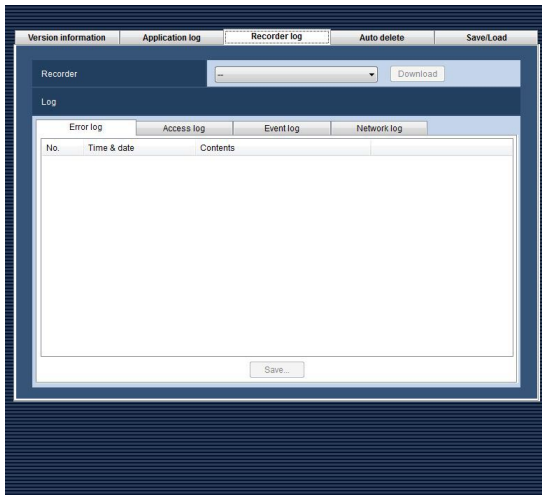 Version information Application log Recorder log Auto delete Save/Load
Recorder -- Download
Log
Error log Access log Event log Network log
No. Time & date Contents
Save...